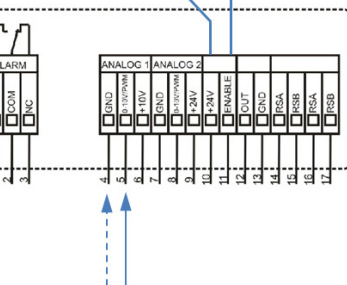 LARM
ANALOG 1
ANALOG 2
COM
NC
GND
0-10V/PWM
+10V
GND
0-10V/PWM
+24V
+24V
ENABLE
OUT
GND
RSA
RSB
RSA
RSB
2
3
4
5
6
7
8
9
10
11
12
13
14
15
16
17